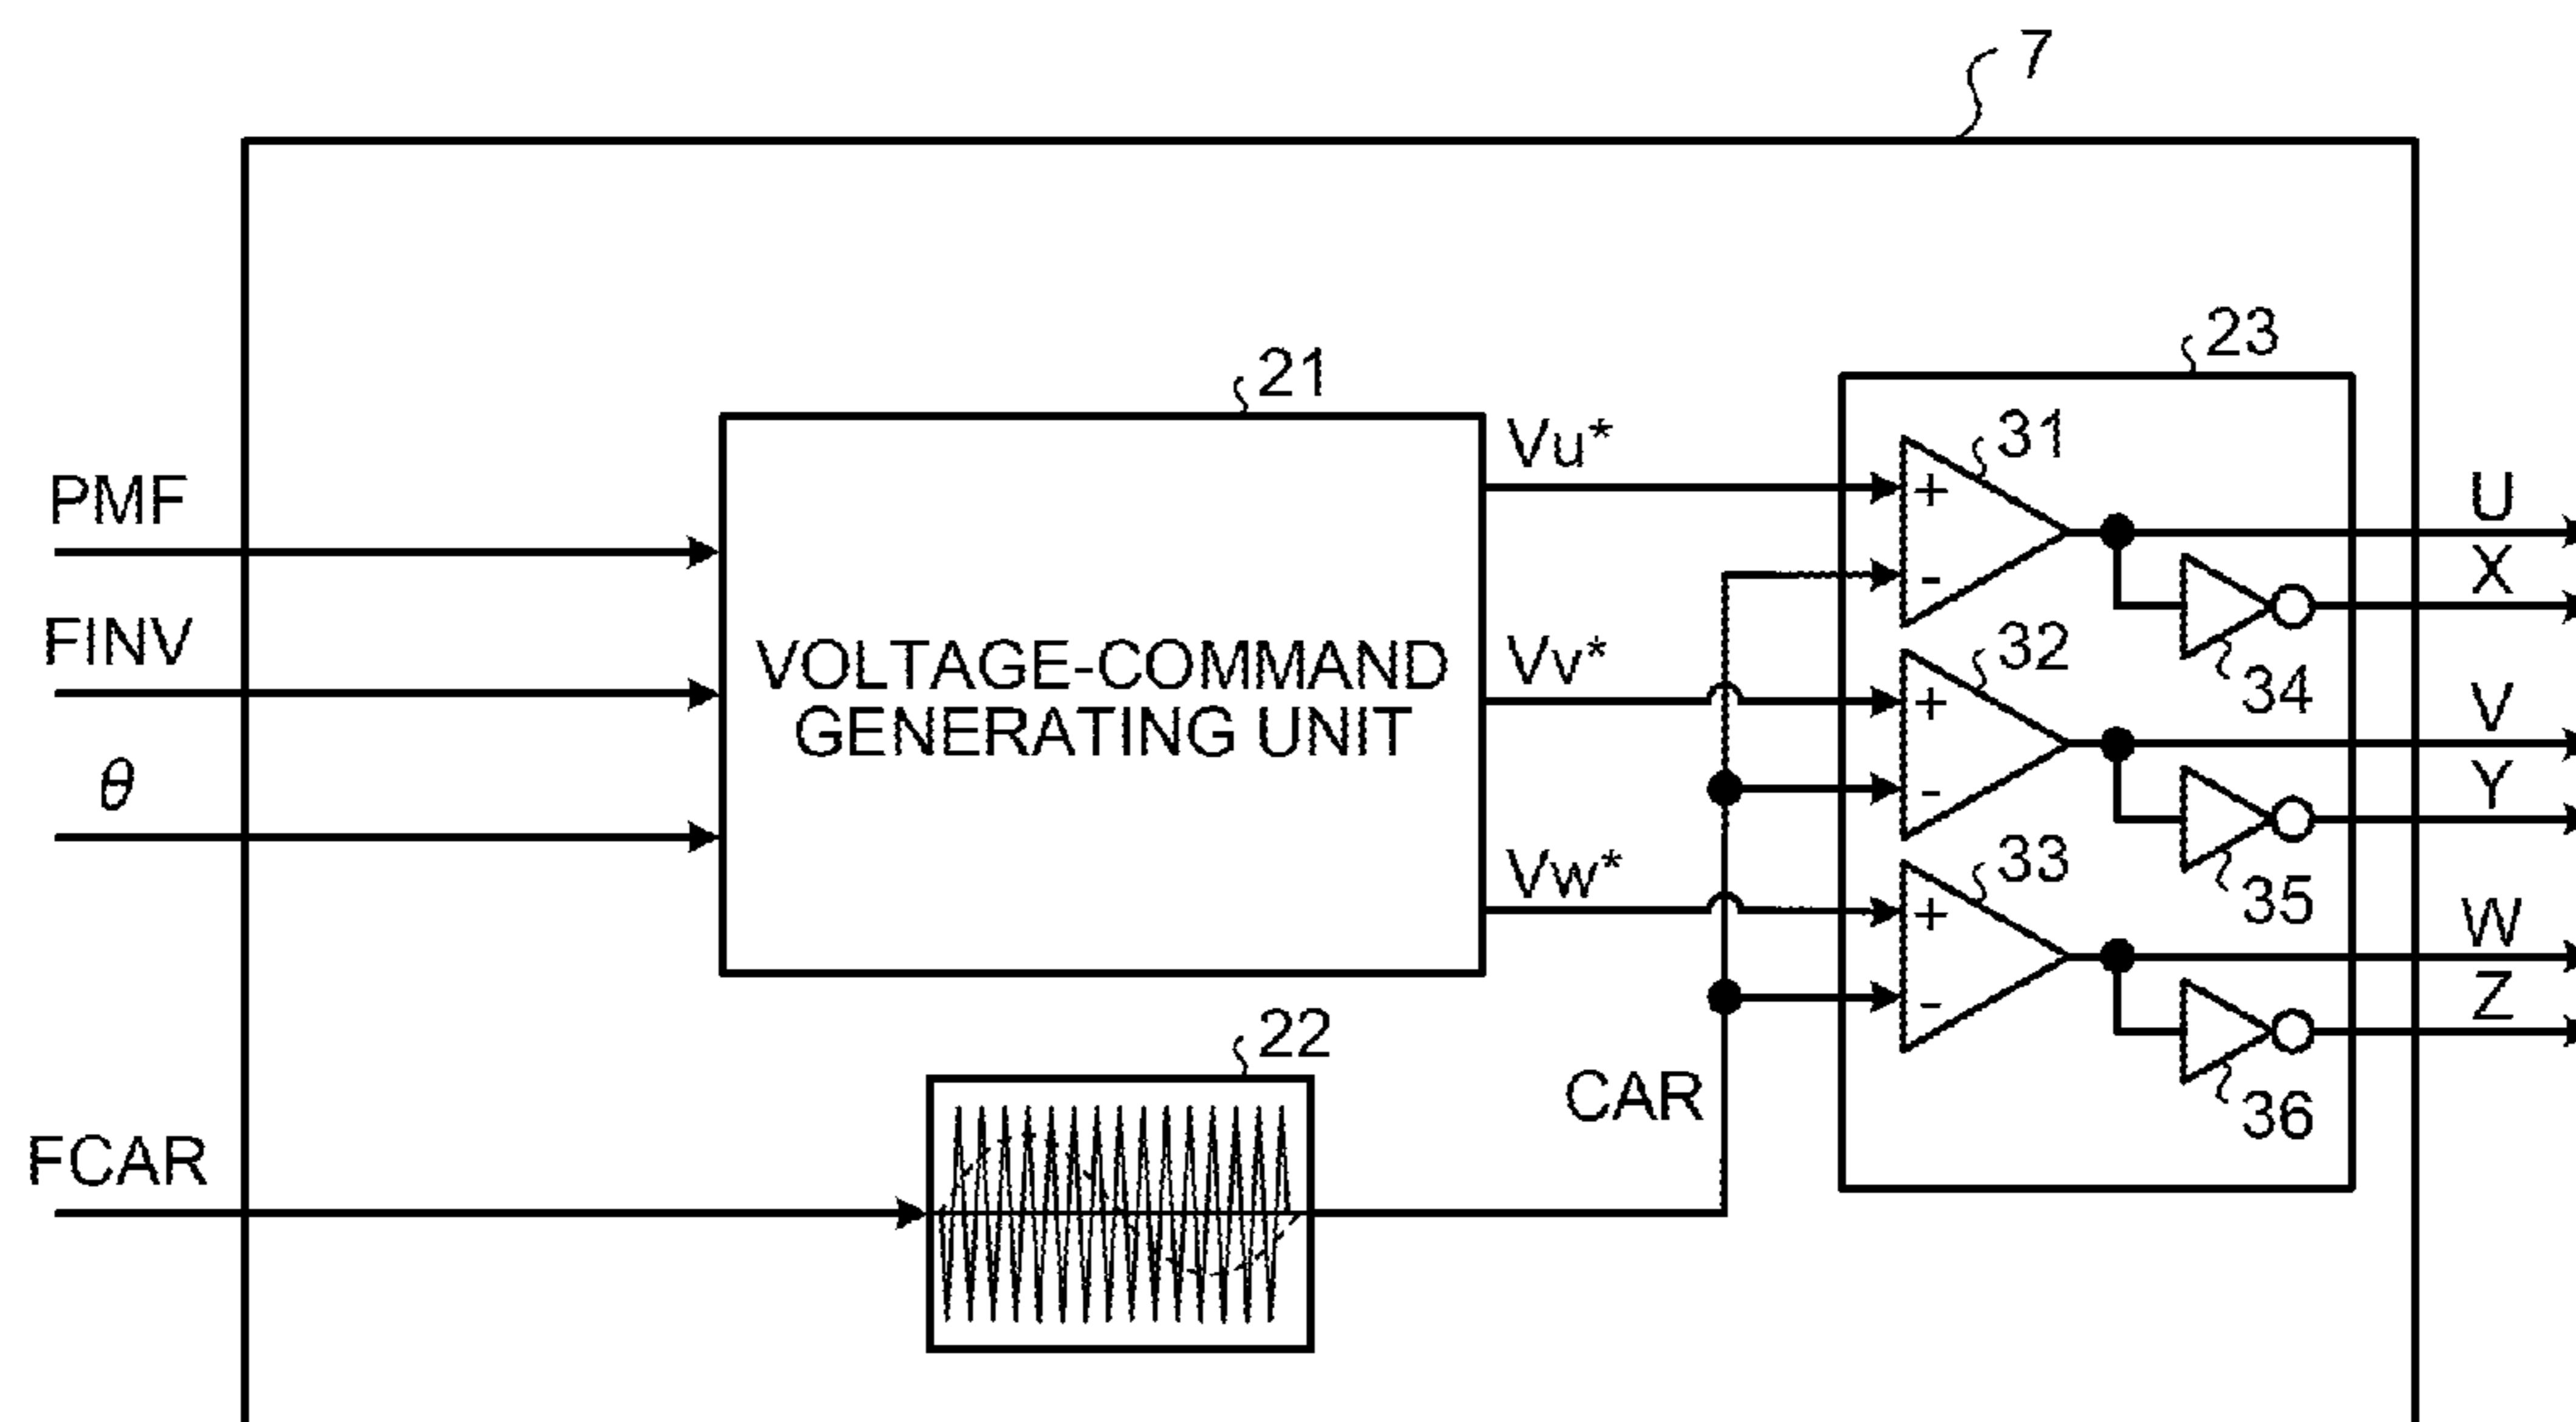 7
23
21
Vu*
31
PMF
+
U
-
X
34
FINV
VOLTAGE-COMMAND
GENERATING UNIT
Vv*
32
+
V
-
Y
35
θ
Vw*
33
+
W
-
Z
36
22
CAR
FCAR